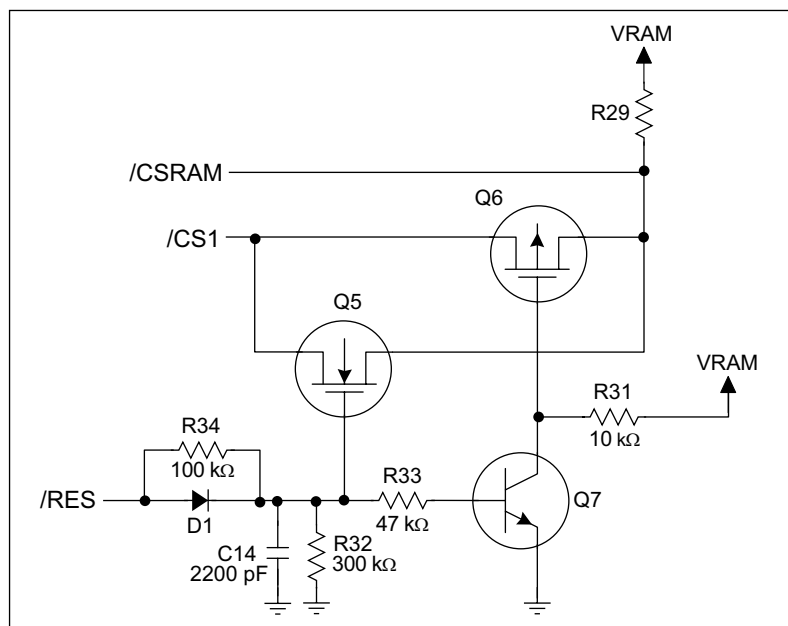 VRAM
R29
/CSRAM
Q6
/CS1
Q5
VRAM
R31
10 kΩ
R34
100 kΩ
R33
47 kΩ
/RES
D1
Q7
C14
2200 pF
R32
300 kΩ